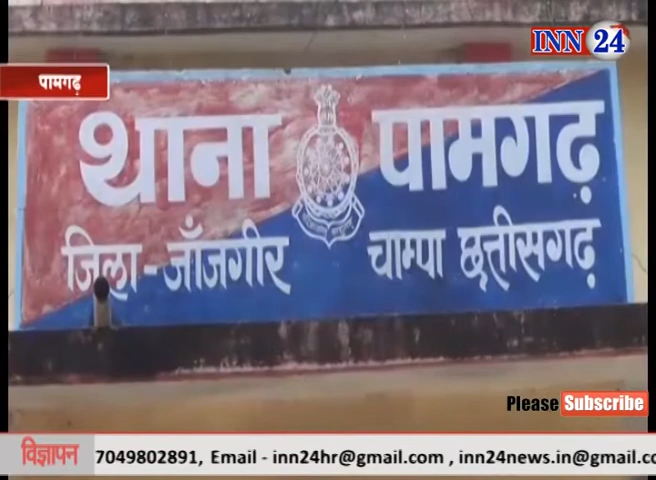 INN 24
पामगढ़
थाना पामगढ़
जिला-जाँजगीर चाम्पा छत्तीसगढ़
Please Subscribe
विज्ञापन 7049802891, Email - inn24hr@gmail.com , inn24news.in@gmail.co